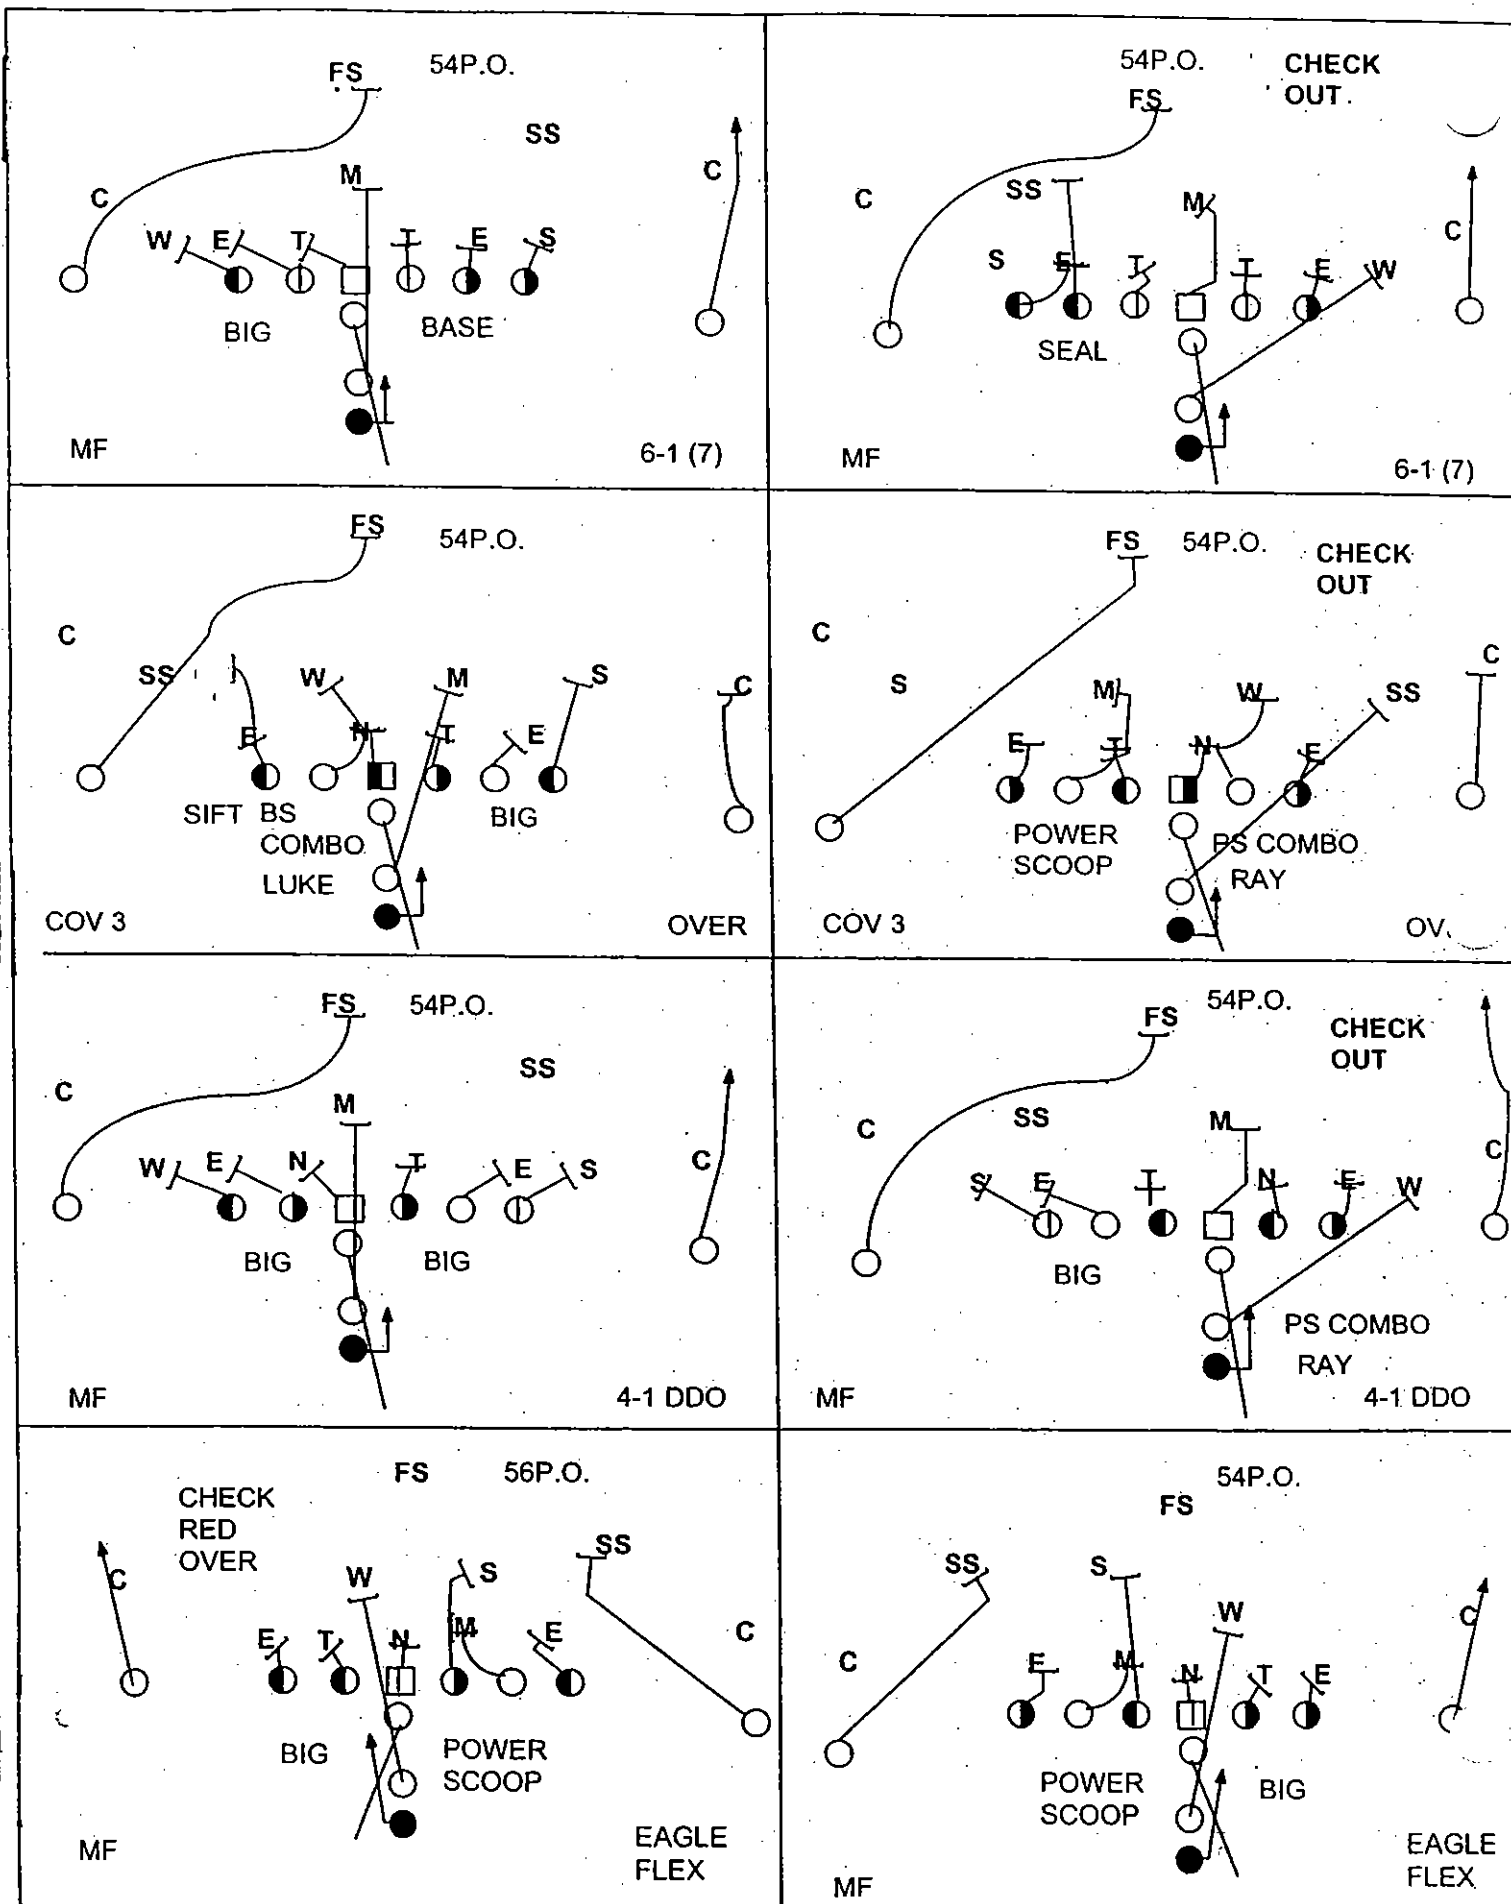 FS 54P.O.
SS
M
C
C
W E T T E S
BIG BASE
MF 6-1 (7)
54P.O. CHECK
OUT
FS
SS
C
M
C
S E T T E W
SEAL
MF 6-1 (7)
FS 54P.O.
C
SS W M S
C
E N T E
SIFT BS BIG
COMBO
LUKE
COV 3 OVER
FS 54P.O. CHECK
OUT
C
C
S M W SS
E T N E
POWER PS COMBO
SCOOP RAY
COV 3 OV
FS 54P.O.
SS
C
M
W E N T E S
C
BIG BIG
MF 4-1 DDO
54P.O.
FS CHECK
OUT
SS
C M
C
S E T N E W
BIG
PS COMBO
RAY
MF 4-1 DDO
FS 56P.O.
CHECK
RED
OVER
SS
C W S
C
E T N M E
BIG POWER
SCOOP
MF EAGLE
FLEX
54P.O.
FS
SS S
W C
C
E M N T E
POWER BIG
SCOOP
MF EAGLE
FLEX